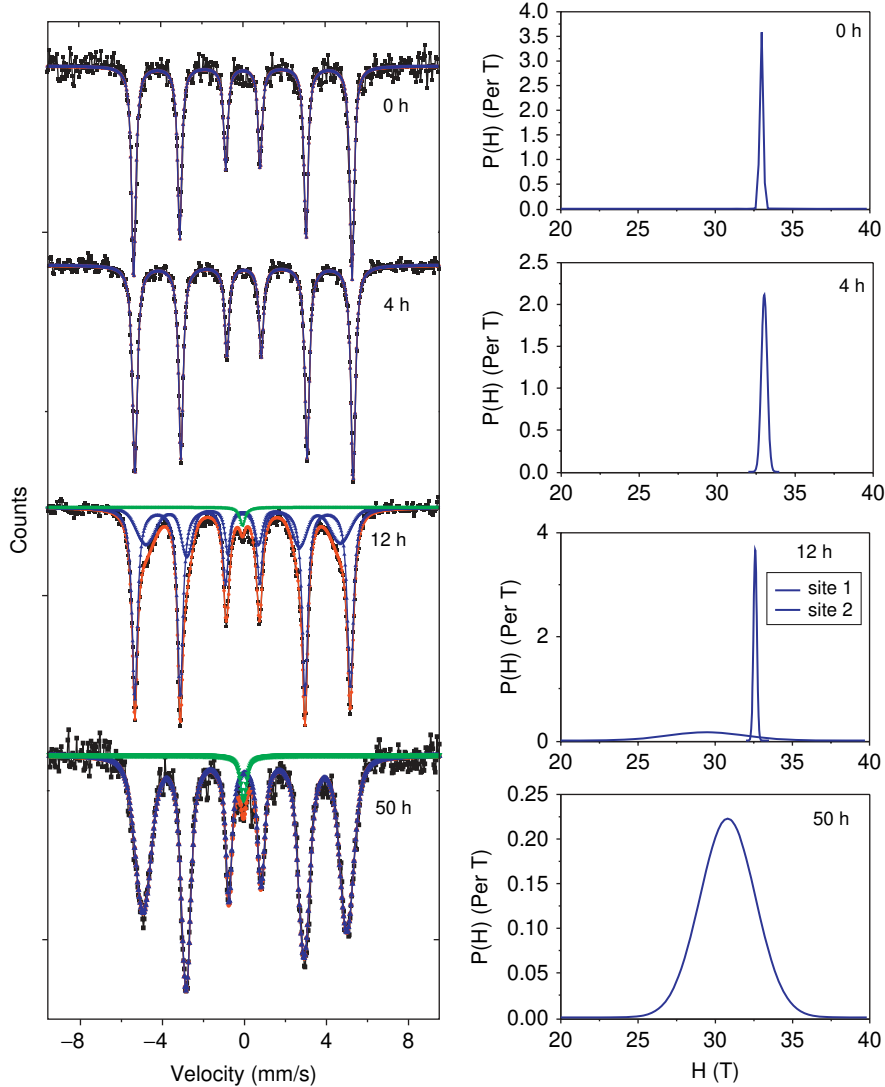 0 h
4 h
12 h
50 h
Counts
−8 −4 0 4 8
Velocity (mm/s)
4.0
3.5
3.0
2.5
2.0
1.5
1.0
0.5
0.0
P(H) (Per T)
0 h
20 25 30 35 40
2.5
2.0
1.5
1.0
0.5
0.0
P(H) (Per T)
4 h
20 25 30 35 40
4
2
0
P(H) (Per T)
12 h
site 1
site 2
20 25 30 35 40
0.25
0.20
0.15
0.10
0.05
0.00
P(H) (Per T)
50 h
20 25 30 35 40
H (T)